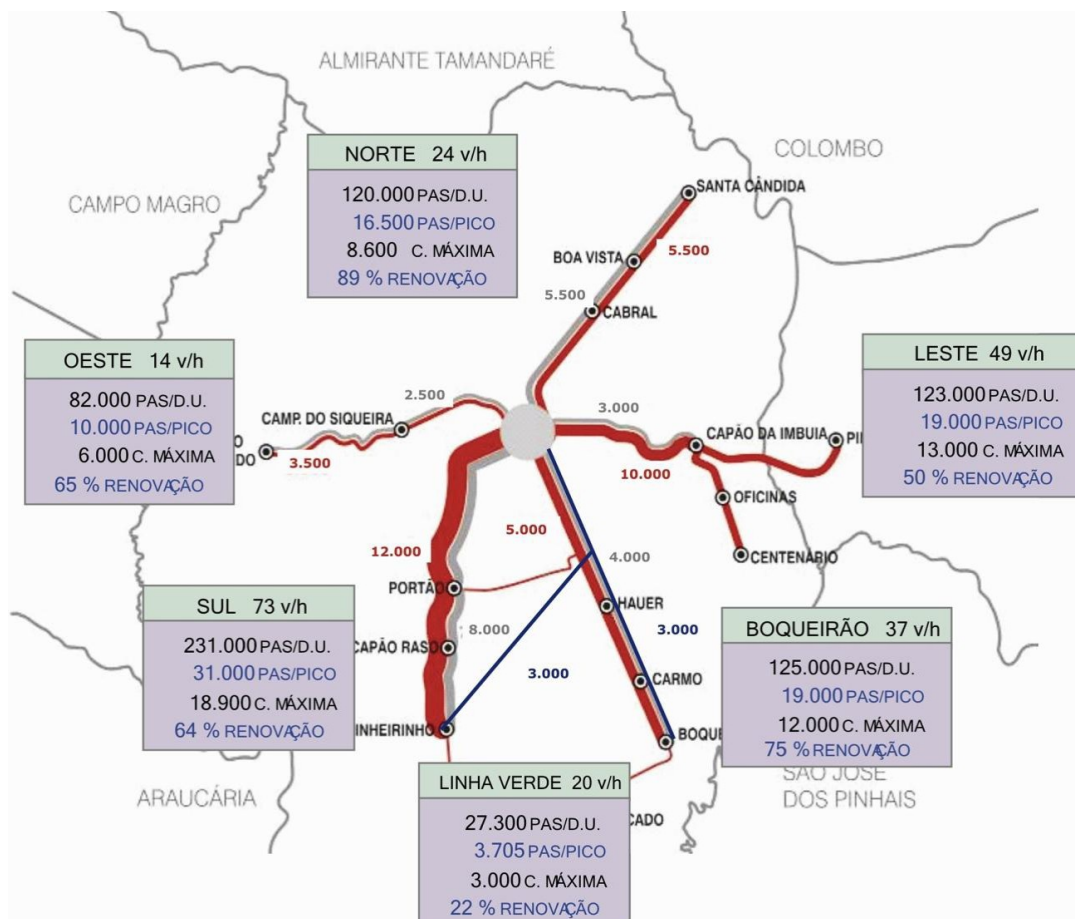 ALMIRANTE TAMANDARÉ
COLOMBO
CAMPO MAGRO
NORTE 24 v/h
120.000 PAS/D.U.
16.500 PAS/PICO
8.600 C. MÁXIMA
89 % RENOVAÇÃO
SANTA CÂNDIDA
BOA VISTA
5.500
5.500
CABRAL
OESTE 14 v/h
82.000 PAS/D.U.
10.000 PAS/PICO
6.000 C. MÁXIMA
65 % RENOVAÇÃO
2.500
CAMP. DO SIQUEIRA
O
DO
3.500
3.000
CAPÃO DA IMBUIA
PI
10.000
OFICINAS
CENTENÁRIO
LESTE 49 v/h
123.000 PAS/D.U.
19.000 PAS/PICO
13.000 C. MÁXIMA
50 % RENOVAÇÃO
5.000
12.000
4.000
PORTÃO
HAUER
8.000
3.000
CAPÃO RASO
3.000
CARMO
INHEIRINHO
BOQUE
SUL 73 v/h
231.000 PAS/D.U.
31.000 PAS/PICO
18.900 C. MÁXIMA
64 % RENOVAÇÃO
BOQUEIRÃO 37 v/h
125.000 PAS/D.U.
19.000 PAS/PICO
12.000 C. MÁXIMA
75 % RENOVAÇÃO
SÃO JOSÉ
DOS PINHAIS
ARAUCÁRIA
LINHA VERDE 20 v/h
27.300 PAS/D.U.
3.705 PAS/PICO
3.000 C. MÁXIMA
22 % RENOVAÇÃO
CADO